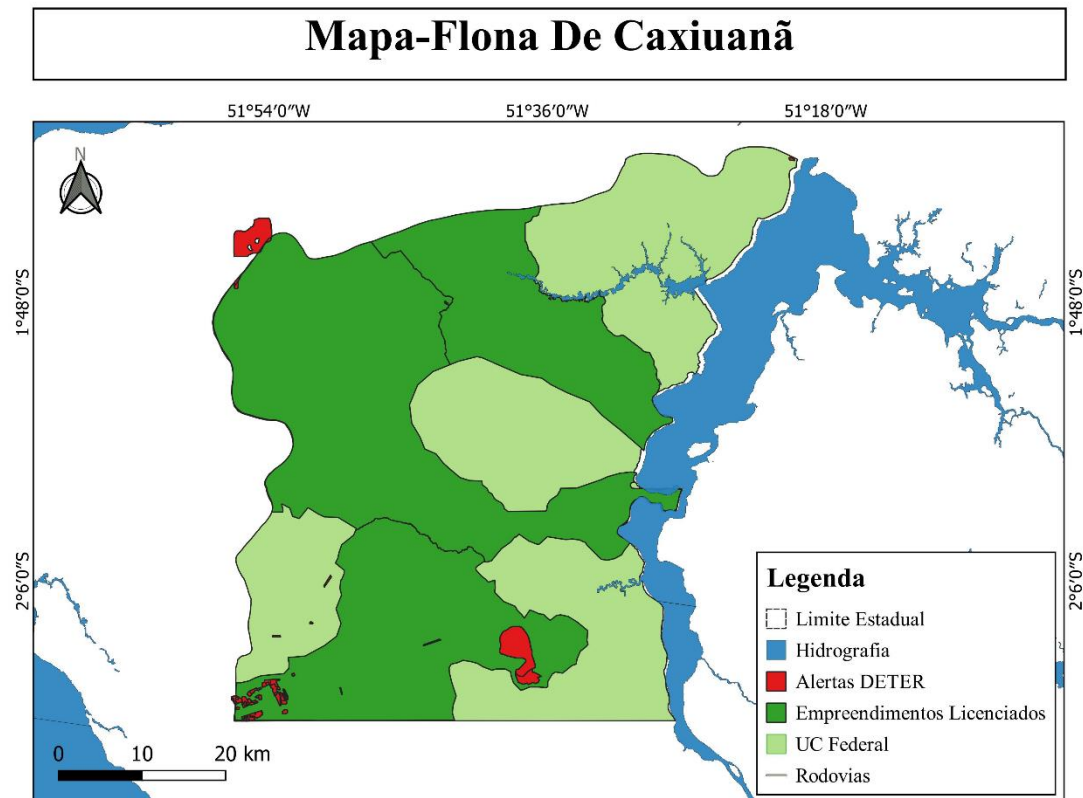 Mapa-Flona De Caxiuanã
51°54'0"W 51°36'0"W 51°18'0"W
N
1°48'0"S 1°48'0"S
2°6'0"S 2°6'0"S
Legenda
Limite Estadual
Hidrografia
Alertas DETER
Empreendimentos Licenciados
UC Federal
Rodovias
0 10 20 km